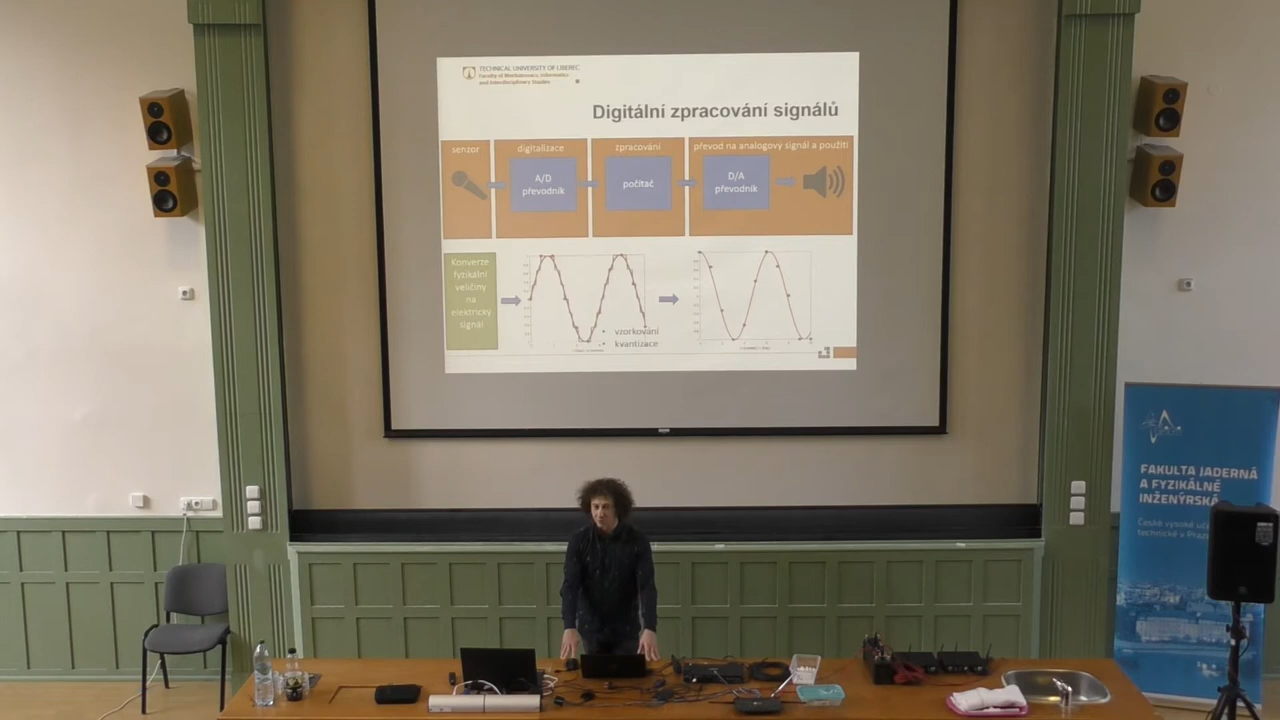 TECHNICAL UNIVERSITY OF LIBEREC
Faculty of Mechatronics, Informatics
and Interdisciplinary Studies
Digitální zpracování signálů
senzor
digitalizace
zpracování
převod na analogový signál a použití
A/D
převodník
počítač
D/A
převodník
Konverze
fyzikální
veličiny
na
elektrický
signál
vzorkování
kvantizace
FAKULTA JADERNÁ
A FYZIKÁLNĚ
INŽENÝRSKÁ
České vysoké uč
technické v Praz